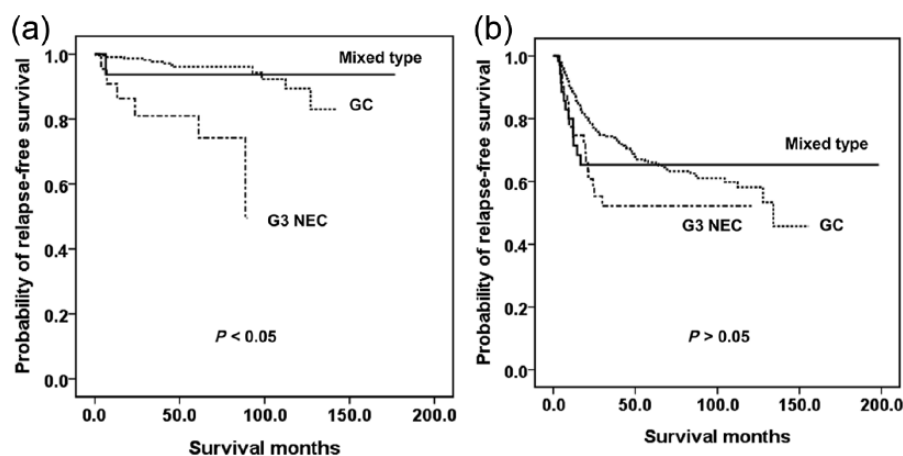 (a)
Probability of relapse-free survival
1.0
0.8
0.6
0.4
0.2
0.0
Mixed type
GC
G3 NEC
P < 0.05
0.0 50.0 100.0 150.0 200.0
Survival months
(b)
Probability of relapse-free survival
1.0
0.8
0.6
0.4
0.2
0.0
Mixed type
G3 NEC GC
P > 0.05
0.0 50.0 100.0 150.0 200.0
Survival months